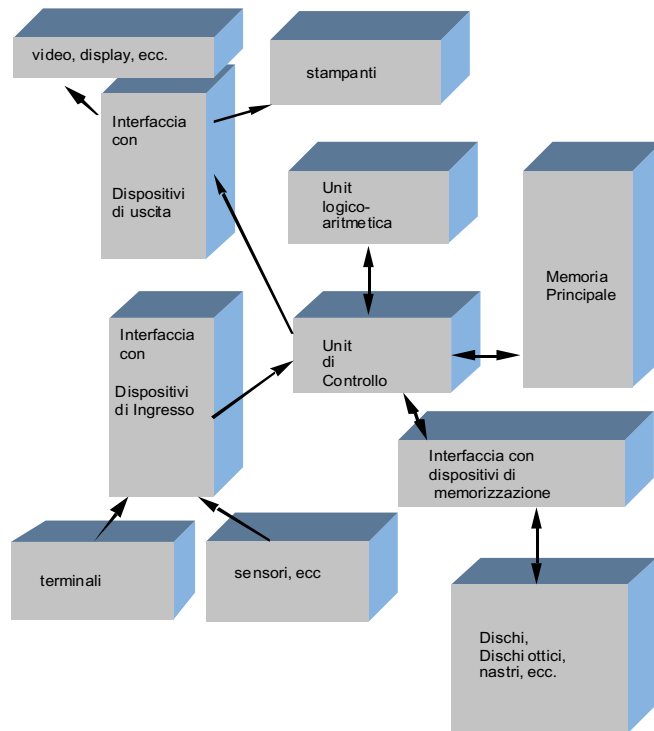 video, display, ecc.
stampanti
Interfaccia
con
Dispositivi
di uscita
Unit
logico-
aritmetica
Memoria
Principale
Interfaccia
con
Dispositivi
di Ingresso
Unit
di
Controllo
Interfaccia con
dispositivi di
memorizzazione
terminali
sensori, ecc
Dischi,
Dischi ottici,
nastri, ecc.